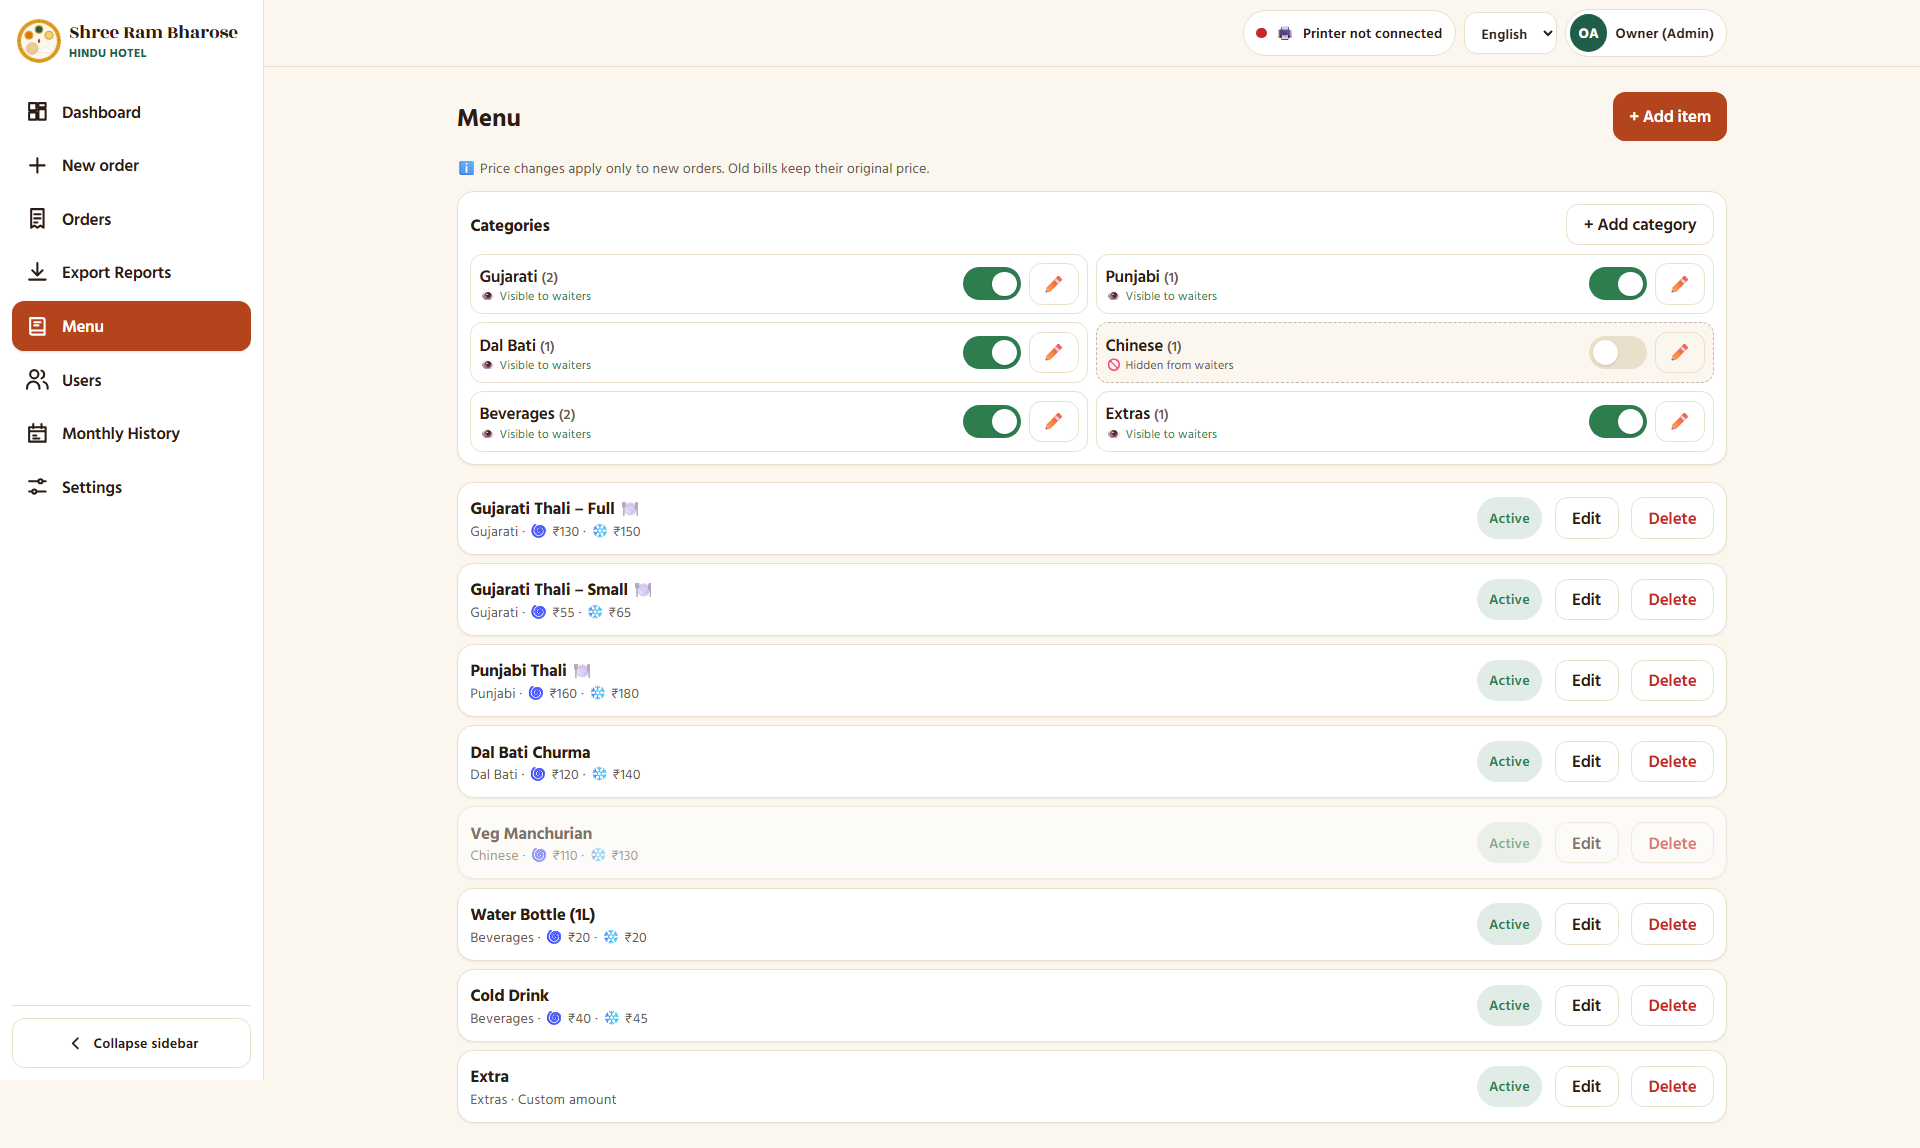 Shree Ram Bharose
HINDU HOTEL
Dashboard
New order
Orders
Export Reports
Menu
Users
Monthly History
Settings
Collapse sidebar
Printer not connected
English
OA
Owner (Admin)
Menu
+ Add item
Price changes apply only to new orders. Old bills keep their original price.
Categories
+ Add category
Gujarati (2)
Visible to waiters
Punjabi (1)
Visible to waiters
Dal Bati (1)
Visible to waiters
Chinese (1)
Hidden from waiters
Beverages (2)
Visible to waiters
Extras (1)
Visible to waiters
Gujarati Thali – Full
Gujarati · ₹130 · ₹150
Active Edit Delete
Gujarati Thali – Small
Gujarati · ₹55 · ₹65
Active Edit Delete
Punjabi Thali
Punjabi · ₹160 · ₹180
Active Edit Delete
Dal Bati Churma
Dal Bati · ₹120 · ₹140
Active Edit Delete
Veg Manchurian
Chinese · ₹110 · ₹130
Active Edit Delete
Water Bottle (1L)
Beverages · ₹20 · ₹20
Active Edit Delete
Cold Drink
Beverages · ₹40 · ₹45
Active Edit Delete
Extra
Extras · Custom amount
Active Edit Delete